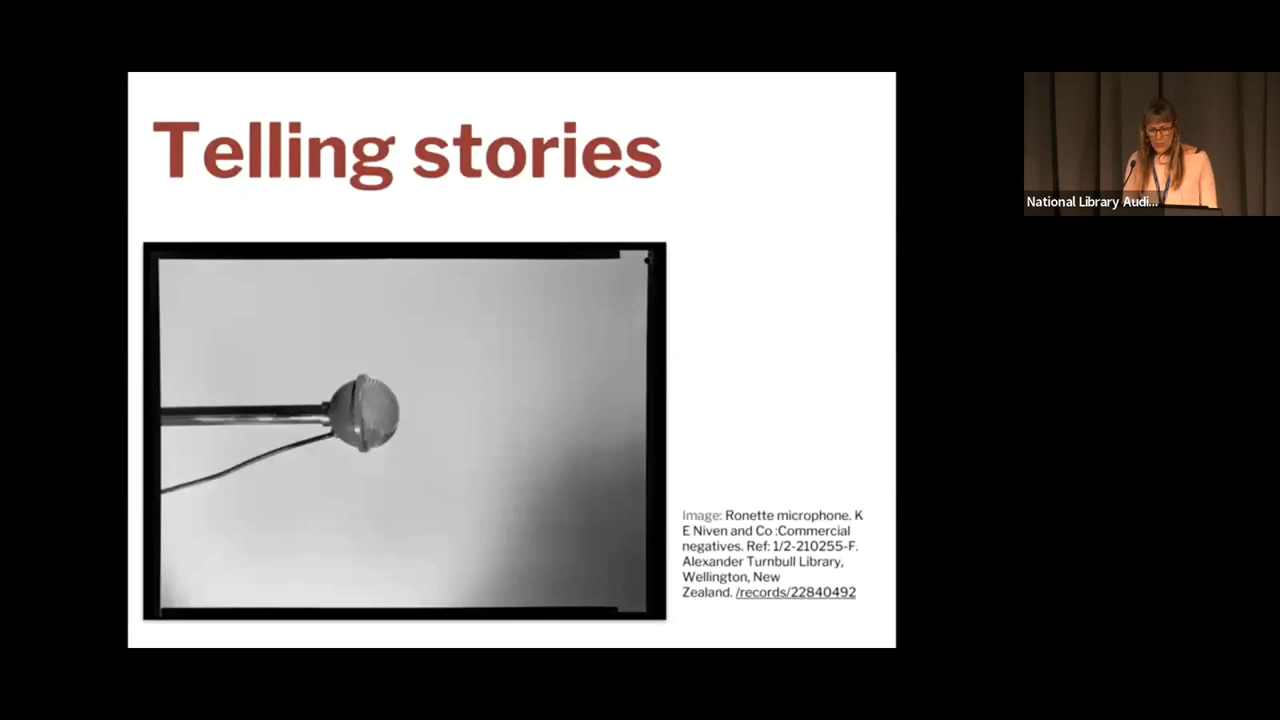 Telling stories
National Library Audi...
Image: Ronette microphone. K
E Niven and Co :Commercial
negatives. Ref: 1/2-210255-F.
Alexander Turnbull Library,
Wellington, New
Zealand. /records/22840492